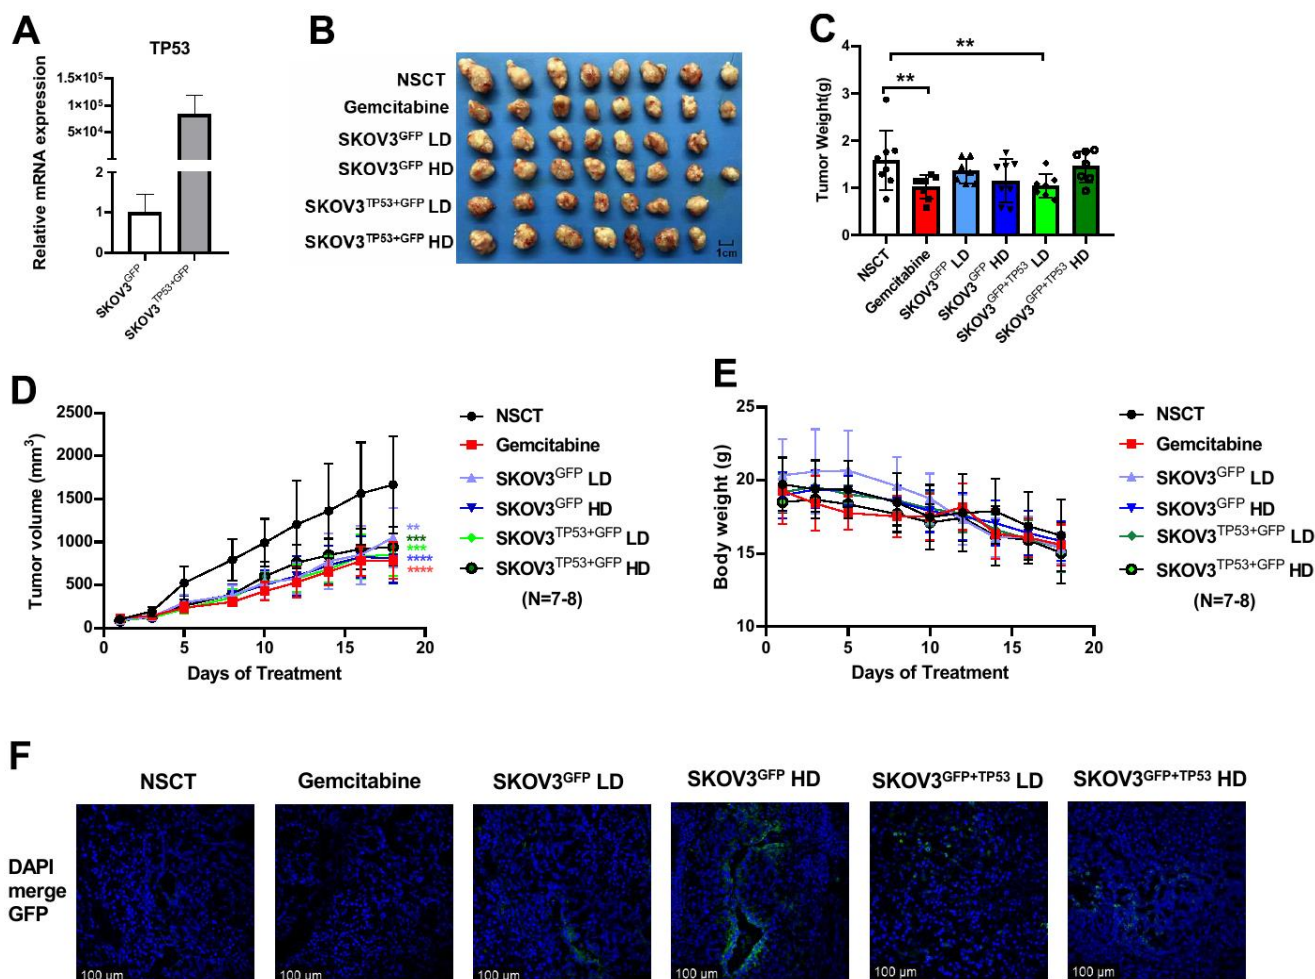 A
TP53
Relative mRNA expression
1.5×10⁵
1×10⁵
5×10⁴
2
1
0
SKOV3^GFP
SKOV3^TP53+GFP
B
NSCT
Gemcitabine
SKOV3^GFP LD
SKOV3^GFP HD
SKOV3^TP53+GFP LD
SKOV3^TP53+GFP HD
1cm
C
Tumor Weight(g)
4
3
2
1
0
**
**
NSCT
Gemcitabine
SKOV3^GFP LD
SKOV3^GFP HD
SKOV3^GFP+TP53 LD
SKOV3^GFP+TP53 HD
D
Tumor volume (mm³)
2500
2000
1500
1000
500
0
0 5 10 15 20
Days of Treatment
**
***
***
****
****
NSCT
Gemcitabine
SKOV3^GFP LD
SKOV3^GFP HD
SKOV3^TP53+GFP LD
SKOV3^TP53+GFP HD
(N=7-8)
E
Body weight (g)
25
20
15
10
0 5 10 15 20
Days of Treatment
NSCT
Gemcitabine
SKOV3^GFP LD
SKOV3^GFP HD
SKOV3^TP53+GFP LD
SKOV3^TP53+GFP HD
(N=7-8)
F
NSCT
Gemcitabine
SKOV3^GFP LD
SKOV3^GFP HD
SKOV3^GFP+TP53 LD
SKOV3^GFP+TP53 HD
DAPI
merge
GFP
100 µm
100 µm
100 µm
100 µm
100 µm
100 µm